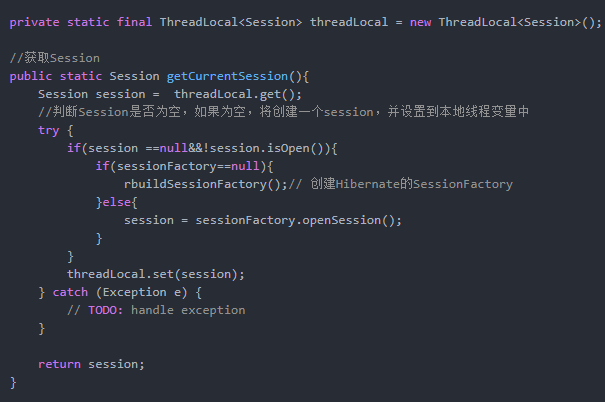 private static final ThreadLocal<Session> threadLocal = new ThreadLocal<Session>();
//获取Session
public static Session getCurrentSession(){
Session session =  threadLocal.get();
//判断Session是否为空，如果为空，将创建一个session，并设置到本地线程变量中
try {
if(session ==null&&!session.isOpen()){
if(sessionFactory==null){
rbuildSessionFactory();// 创建Hibernate的SessionFactory
}else{
session = sessionFactory.openSession();
}
}
threadLocal.set(session);
} catch (Exception e) {
// TODO: handle exception
}
return session;
}